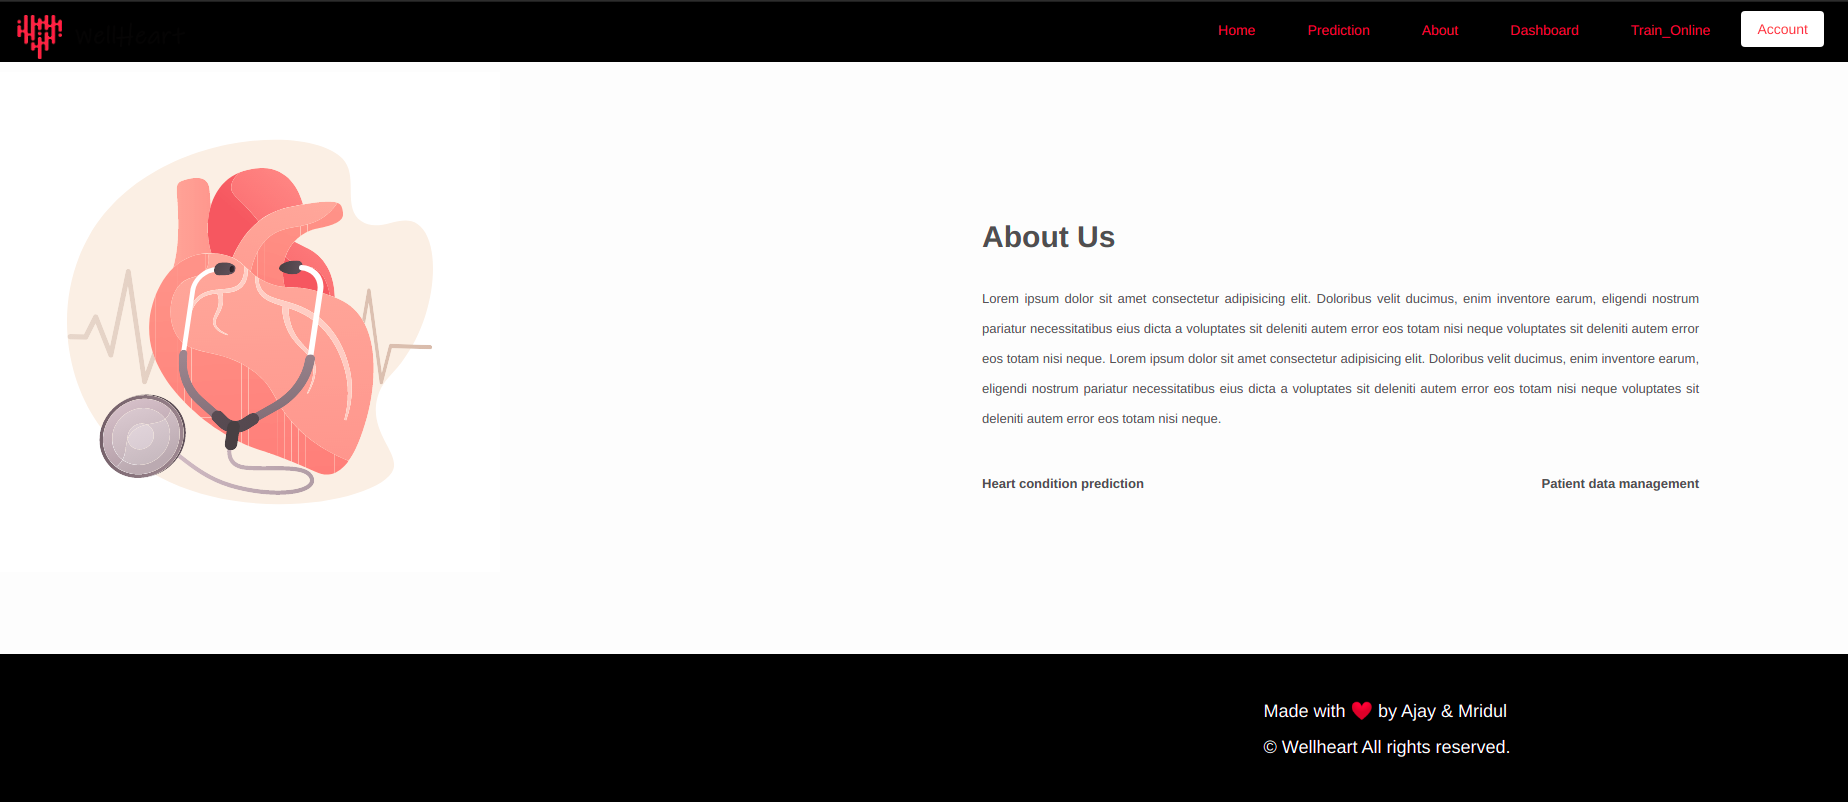 wellHeart
Home Prediction About Dashboard Train_Online Account
About Us
Lorem ipsum dolor sit amet consectetur adipisicing elit. Doloribus velit ducimus, enim inventore earum, eligendi nostrum
pariatur necessitatibus eius dicta a voluptates sit deleniti autem error eos totam nisi neque voluptates sit deleniti autem error
eos totam nisi neque. Lorem ipsum dolor sit amet consectetur adipisicing elit. Doloribus velit ducimus, enim inventore earum,
eligendi nostrum pariatur necessitatibus eius dicta a voluptates sit deleniti autem error eos totam nisi neque voluptates sit
deleniti autem error eos totam nisi neque.
Heart condition prediction Patient data management
Made with ❤ by Ajay & Mridul
© Wellheart All rights reserved.